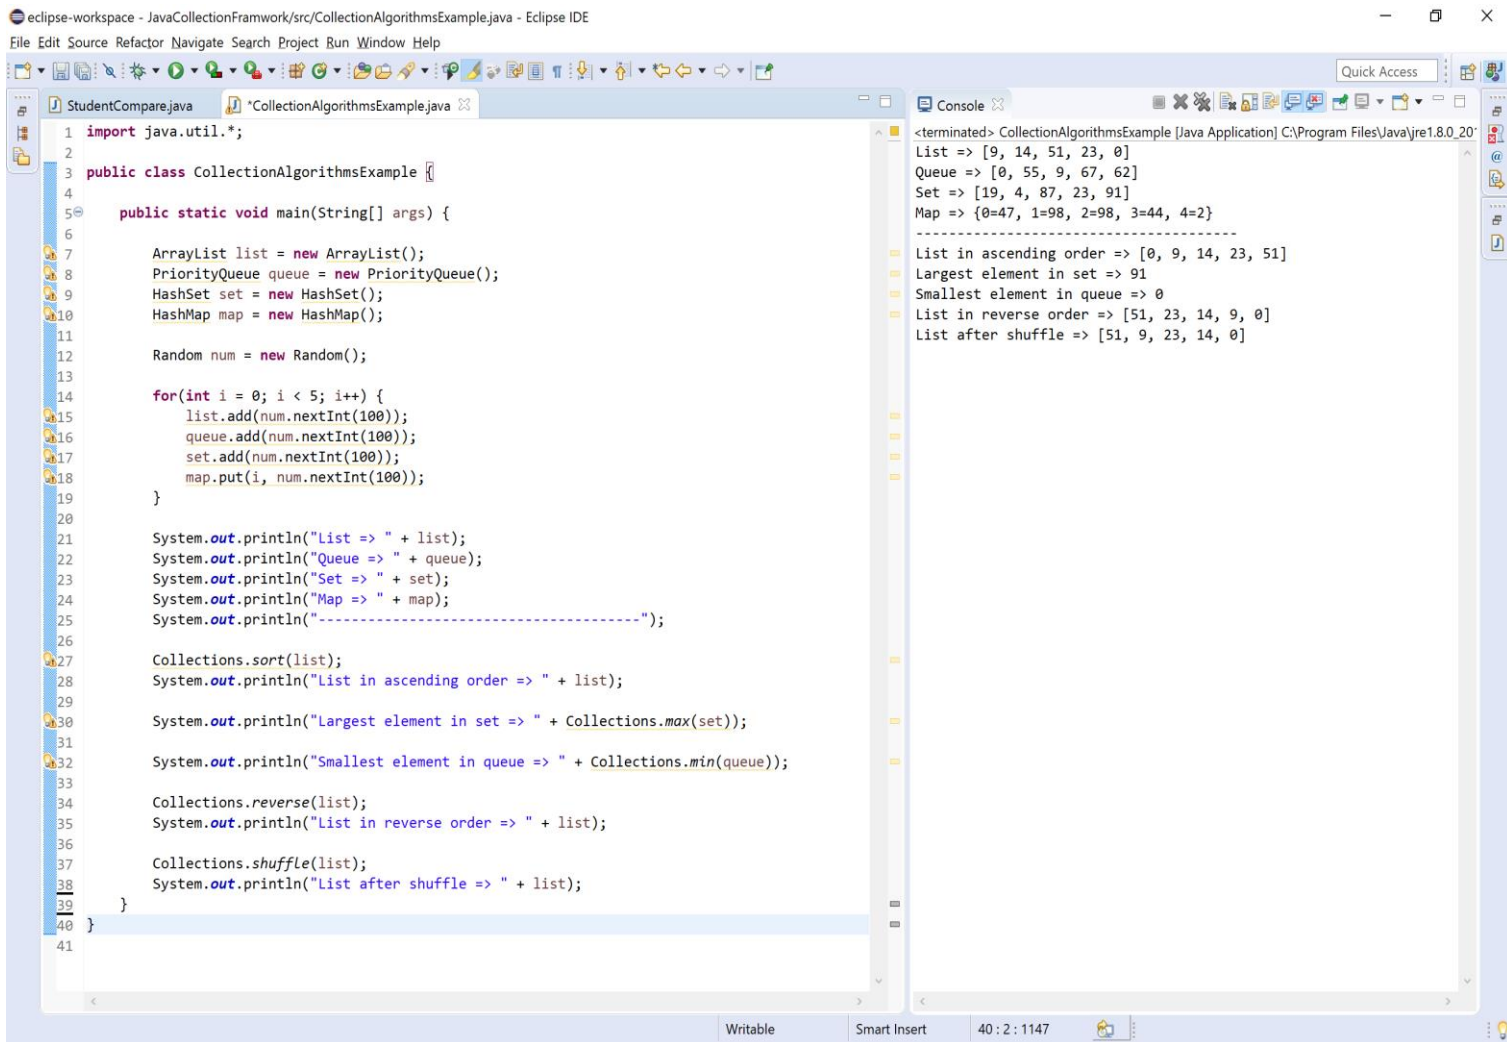 eclipse-workspace - JavaCollectionFramwork/src/CollectionAlgorithmsExample.java - Eclipse IDE
File Edit Source Refactor Navigate Search Project Run Window Help
Quick Access
StudentCompare.java
*CollectionAlgorithmsExample.java
1 import java.util.*;
2
3 public class CollectionAlgorithmsExample {
4
5     public static void main(String[] args) {
6
7         ArrayList list = new ArrayList();
8         PriorityQueue queue = new PriorityQueue();
9         HashSet set = new HashSet();
10         HashMap map = new HashMap();
11
12         Random num = new Random();
13
14         for(int i = 0; i < 5; i++) {
15             list.add(num.nextInt(100));
16             queue.add(num.nextInt(100));
17             set.add(num.nextInt(100));
18             map.put(i, num.nextInt(100));
19         }
20
21         System.out.println("List => " + list);
22         System.out.println("Queue => " + queue);
23         System.out.println("Set => " + set);
24         System.out.println("Map => " + map);
25         System.out.println("---------------------------------------");
26
27         Collections.sort(list);
28         System.out.println("List in ascending order => " + list);
29
30         System.out.println("Largest element in set => " + Collections.max(set));
31
32         System.out.println("Smallest element in queue => " + Collections.min(queue));
33
34         Collections.reverse(list);
35         System.out.println("List in reverse order => " + list);
36
37         Collections.shuffle(list);
38         System.out.println("List after shuffle => " + list);
39     }
40 }
41
Console
<terminated> CollectionAlgorithmsExample [Java Application] C:\Program Files\Java\jre1.8.0_20
List => [9, 14, 51, 23, 0]
Queue => [0, 55, 9, 67, 62]
Set => [19, 4, 87, 23, 91]
Map => {0=47, 1=98, 2=98, 3=44, 4=2}
---------------------------------------
List in ascending order => [0, 9, 14, 23, 51]
Largest element in set => 91
Smallest element in queue => 0
List in reverse order => [51, 23, 14, 9, 0]
List after shuffle => [51, 9, 23, 14, 0]
Writable
Smart Insert
40 : 2 : 1147